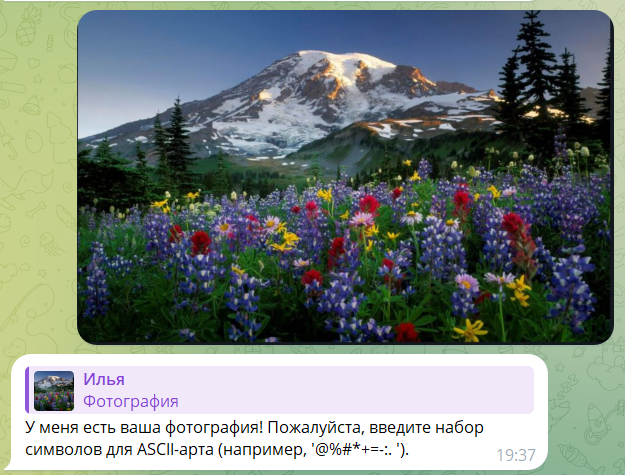 Илья
Фотография
У меня есть ваша фотография! Пожалуйста, введите набор
символов для ASCII-арта (например, '@%#*+=-:. ').
19:37